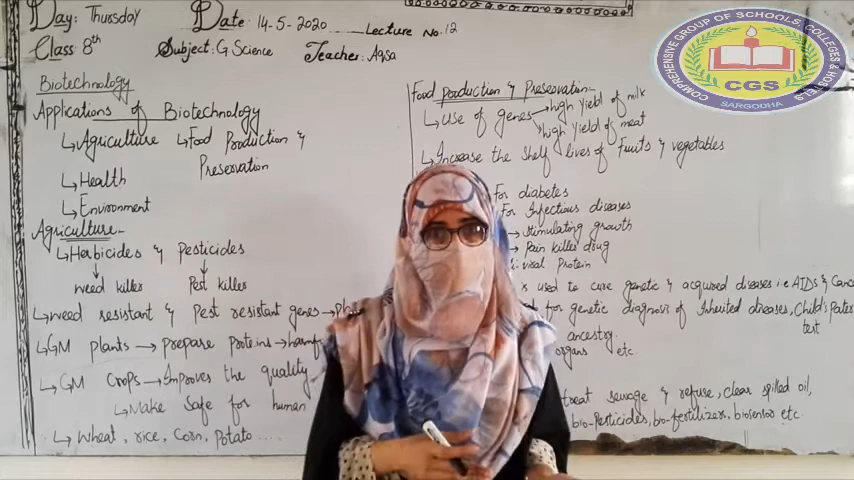 Day: Thursday Date: 14-5-2020 Lecture No. 12
Class: 8th Subject: G. Science Teacher: Aqsa
Biotechnology
Applications of Biotechnology
Agriculture
Food Production & Preservation
Health
Environment
Agriculture:-
Herbicides & Pesticides
weed killer Pest killer
weed resistant & Pest resistant genes
GM plants → prepare Proteins →
GM Crops → Improves the quality
Make Safe for human
Wheat, rice, Corn, Potato ....
Food production & Preservation:-
use of genes → high yield of milk
high yield of meat
Increase the shelf lives of fruits & vegetables
For diabetes
For Infectious diseases
stimulating growth
Pain killer drug
viral Protein
is used to cure genetic & acquired diseases i.e AIDS &
for genetic diagnosis of Inherited diseases, Child's
test
ancestry.
organs etc.
treat sewage & refuse, clear spilled oil,
bio-Pesticides, bio-fertilizers, biosensor etc.
COMPREHENSIVE GROUP OF SCHOOLS, COLLEGES & HOSTELS
CGS
SARGODHA